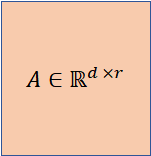 A ∈ ℝ^{d × r}